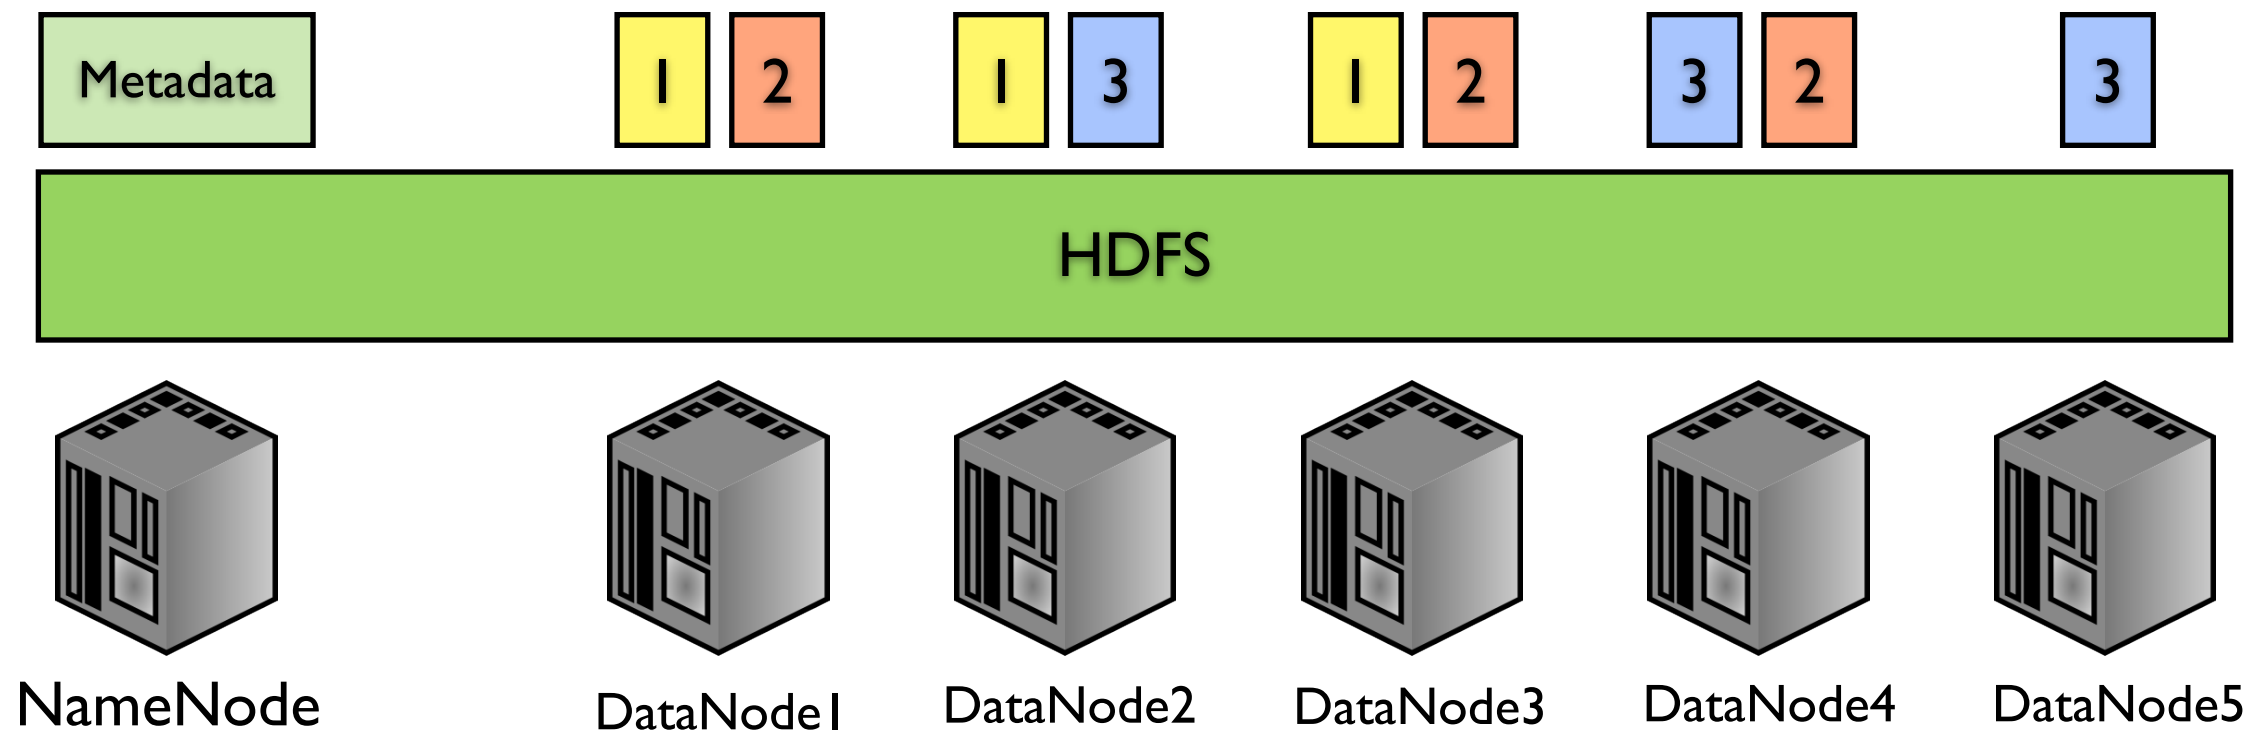 Metadata 1 2 1 3 1 2 3 2 3
HDFS
NameNode DataNode1 DataNode2 DataNode3 DataNode4 DataNode5